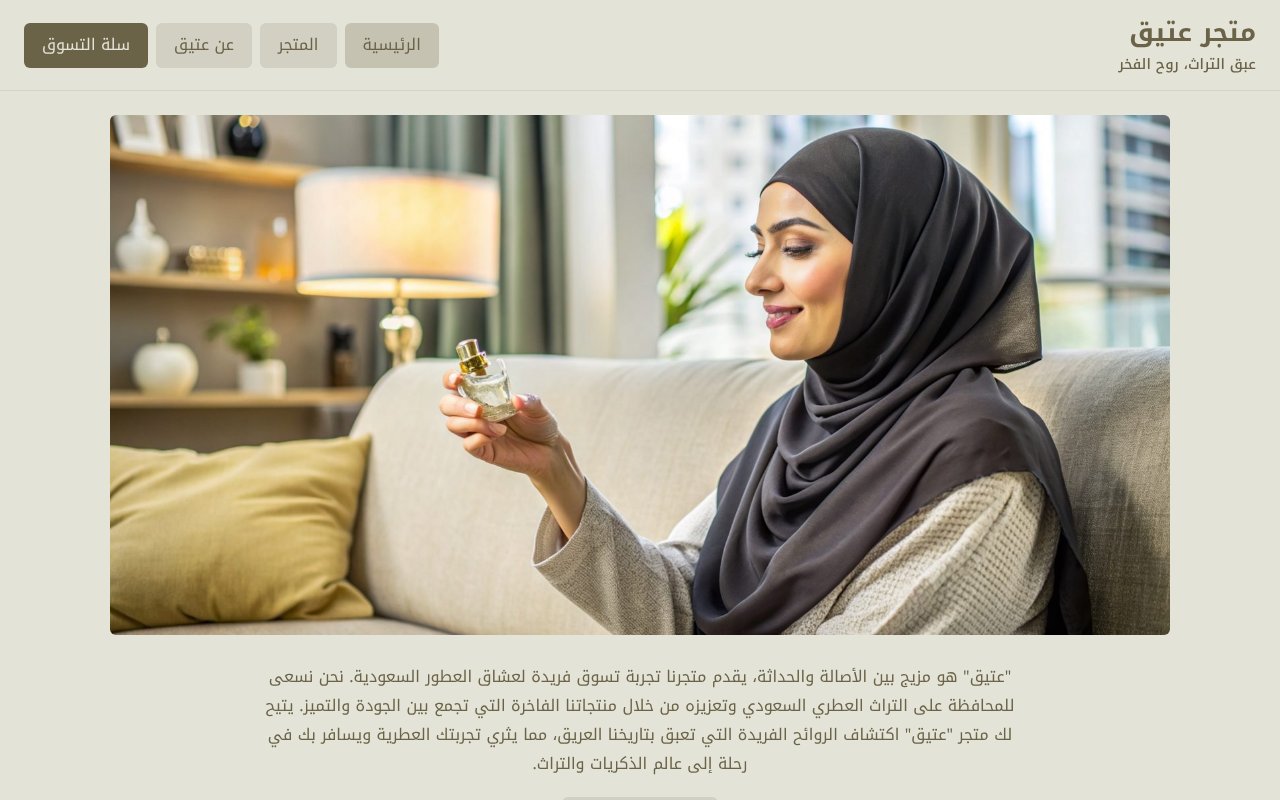 متجر عتيق
عبق التراث، روح الفخر
الرئيسية
المتجر
عن عتيق
سلة التسوق
"عتيق" هو مزيج بين الأصالة والحداثة، يقدم متجرنا تجربة تسوق فريدة لعشاق العطور السعودية. نحن نسعى
للمحافظة على التراث العطري السعودي وتعزيزه من خلال منتجاتنا الفاخرة التي تجمع بين الجودة والتميز. يتيح
لك متجر "عتيق" اكتشاف الروائح الفريدة التي تعبق بتاريخنا العريق، مما يثري تجربتك العطرية ويسافر بك في
رحلة إلى عالم الذكريات والتراث.